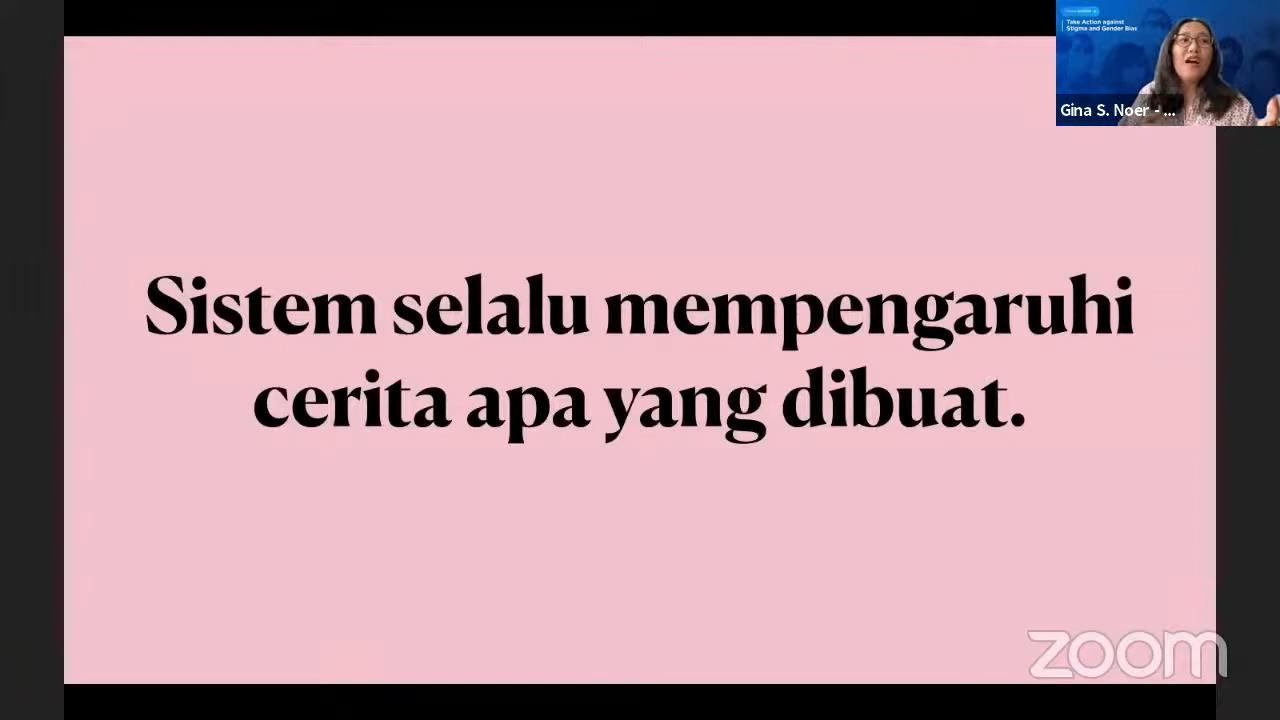 Take Action against
Stigma and Gender Bias
Gina S. Noer - ...
Sistem selalu mempengaruhi
cerita apa yang dibuat.
zoom